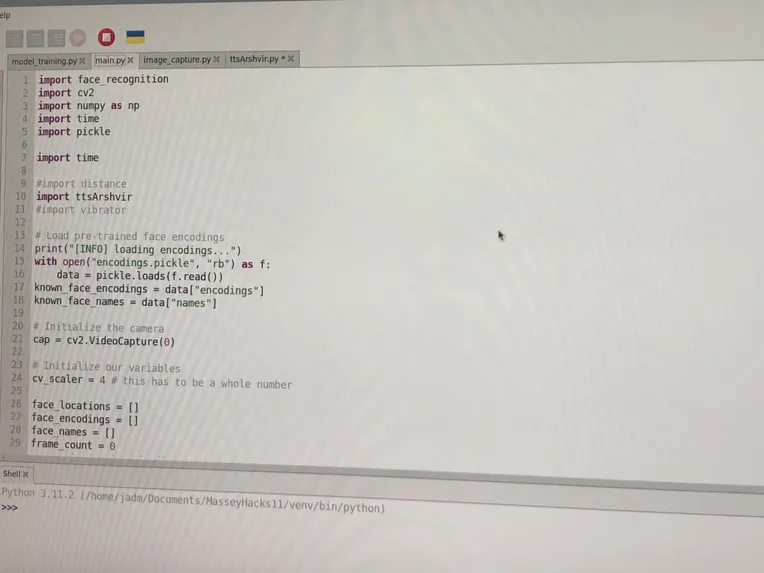 elp
model_training.py ✕ main.py ✕ image_capture.py ✕ ttsArshvir.py * ✕
1 import face_recognition
2 import cv2
3 import numpy as np
4 import time
5 import pickle
6
7 import time
8
9 #import distance
10 import ttsArshvir
11 #import vibrator
12
13 # Load pre-trained face encodings
14 print("[INFO] loading encodings...")
15 with open("encodings.pickle", "rb") as f:
16     data = pickle.loads(f.read())
17 known_face_encodings = data["encodings"]
18 known_face_names = data["names"]
19
20 # Initialize the camera
21 cap = cv2.VideoCapture(0)
22
23 # Initialize our variables
24 cv_scaler = 4 # this has to be a whole number
25
26 face_locations = []
27 face_encodings = []
28 face_names = []
29 frame_count = 0
Shell ✕
Python 3.11.2 (/home/jadm/Documents/MasseyHacks11/venv/bin/python)
>>>